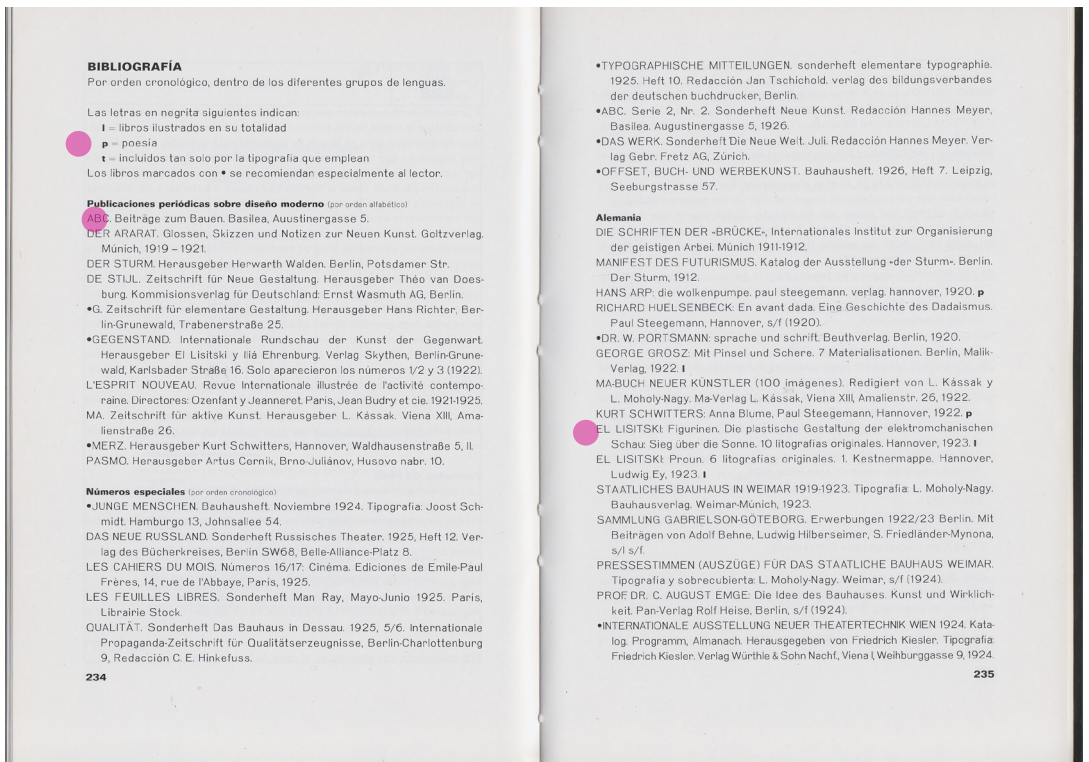 BIBLIOGRAFÍA
Por orden cronológico, dentro de los diferentes grupos de lenguas.
Las letras en negrita siguientes indican:
l = libros ilustrados en su totalidad
p = poesia
t = incluidos tan solo por la tipografia que emplean
Los libros marcados con • se recomiendan especialmente al lector.
Publicaciones periódicas sobre diseño moderno (por orden alfabético)
ABC. Beiträge zum Bauen. Basilea, Auustinergasse 5.
DER ARARAT. Glossen, Skizzen und Notizen zur Neuen Kunst. Goltzverlag.
Múnich, 1919 – 1921.
DER STURM. Herausgeber Herwarth Walden. Berlin, Potsdamer Str.
DE STIJL. Zeitschrift für Neue Gestaltung. Herausgeber Théo van Does-
burg. Kommisionsverlag für Deutschland: Ernst Wasmuth AG, Berlin.
•G. Zeitschrift für elementare Gestaltung. Herausgeber Hans Richter, Ber-
lin-Grunewald, Trabenerstraße 25.
•GEGENSTAND. Internationale Rundschau der Kunst der Gegenwart.
Herausgeber El Lisitski y Iliá Ehrenburg. Verlag Skythen, Berlin-Grune-
wald, Karlsbader Straße 16. Solo aparecieron los números 1/2 y 3 (1922).
L'ESPRIT NOUVEAU. Revue Internationale illustrée de l'activité contempo-
raine. Directores: Ozenfant y Jeanneret. Paris, Jean Budry et cie. 1921-1925.
MA. Zeitschrift für aktive Kunst. Herausgeber L. Kássak. Viena XIII, Ama-
lienstraße 26.
•MERZ. Herausgeber Kurt Schwitters, Hannover, Waldhausenstraße 5, II.
PASMO. Herausgeber Artus Cernik, Brno-Juliánov, Husovo nabr. 10.
Números especiales (por orden cronológico)
•JUNGE MENSCHEN. Bauhausheft. Noviembre 1924. Tipografia: Joost Sch-
midt. Hamburgo 13, Johnsallee 54.
DAS NEUE RUSSLAND. Sonderheft Russisches Theater. 1925, Heft 12. Ver-
lag des Bücherkreises, Berlin SW68, Belle-Alliance-Platz 8.
LES CAHIERS DU MOIS. Números 16/17: Cinéma. Ediciones de Emile-Paul
Frères, 14, rue de l'Abbaye, Paris, 1925.
LES FEUILLES LIBRES. Sonderheft Man Ray, Mayo-Junio 1925. Paris,
Librairie Stock.
QUALITÄT. Sonderheft Das Bauhaus in Dessau. 1925, 5/6. Internationale
Propaganda-Zeitschrift für Qualitätserzeugnisse, Berlin-Charlottenburg
9, Redacción C. E. Hinkefuss.
234
•TYPOGRAPHISCHE MITTEILUNGEN. sonderheft elementare typographie.
1925. Heft 10. Redacción Jan Tschichold. verlag des bildungsverbandes
der deutschen buchdrucker, Berlin.
•ABC. Serie 2, Nr. 2. Sonderheft Neue Kunst. Redacción Hannes Meyer,
Basilea. Augustinergasse 5, 1926.
•DAS WERK. Sonderheft Die Neue Welt. Juli. Redacción Hannes Meyer. Ver-
lag Gebr. Fretz AG, Zúrich.
•OFFSET, BUCH- UND WERBEKUNST. Bauhausheft. 1926, Heft 7. Leipzig,
Seeburgstrasse 57.
Alemania
DIE SCHRIFTEN DER «BRÜCKE», Internationales Institut zur Organisierung
der geistigen Arbei. Múnich 1911-1912.
MANIFEST DES FUTURISMUS. Katalog der Ausstellung «der Sturm». Berlin.
Der Sturm, 1912.
HANS ARP: die wolkenpumpe. paul steegemann. verlag. hannover, 1920. p
RICHARD HUELSENBECK: En avant dada. Eine Geschichte des Dadaismus.
Paul Steegemann, Hannover, s/f (1920).
•DR. W. PORTSMANN: sprache und schrift. Beuthverlag. Berlin, 1920.
GEORGE GROSZ: Mit Pinsel und Schere. 7 Materialisationen. Berlin, Malik-
Verlag, 1922. l
MA-BUCH NEUER KÜNSTLER (100 imágenes). Redigiert von L. Kássak y
L. Moholy-Nagy. Ma-Verlag L. Kássak, Viena XIII, Amalienstr. 26, 1922.
KURT SCHWITTERS: Anna Blume, Paul Steegemann, Hannover, 1922. p
EL LISITSKI: Figurinen. Die plastische Gestaltung der elektromchanischen
Schau: Sieg über die Sonne. 10 litografias originales. Hannover, 1923. l
EL LISITSKI: Proun. 6 litografias originales. 1. Kestnermappe. Hannover,
Ludwig Ey, 1923. l
STAATLICHES BAUHAUS IN WEIMAR 1919-1923. Tipografia: L. Moholy-Nagy.
Bauhausverlag. Weimar-Múnich, 1923.
SAMMLUNG GABRIELSON-GÖTEBORG. Erwerbungen 1922/23 Berlin. Mit
Beiträgen von Adolf Behne, Ludwig Hilberseimer, S. Friedländer-Mynona,
s/l s/f.
PRESSESTIMMEN (AUSZÜGE) FÜR DAS STAATLICHE BAUHAUS WEIMAR.
Tipografia y sobrecubierta: L. Moholy-Nagy. Weimar, s/f (1924).
PROF. DR. C. AUGUST EMGE: Die Idee des Bauhauses. Kunst und Wirklich-
keit. Pan-Verlag Rolf Heise, Berlin, s/f (1924).
•INTERNATIONALE AUSSTELLUNG NEUER THEATERTECHNIK WIEN 1924. Kata-
log. Programm, Almanach. Herausgegeben von Friedrich Kiesler. Tipografia:
Friedrich Kiesler. Verlag Würthle & Sohn Nachf., Viena I, Weihburggasse 9, 1924.
235